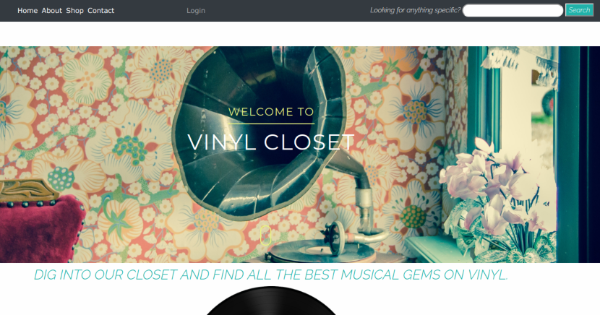 Home About Shop Contact Login Looking for anything specific? Search
WELCOME TO
VINYL CLOSET
DIG INTO OUR CLOSET AND FIND ALL THE BEST MUSICAL GEMS ON VINYL.